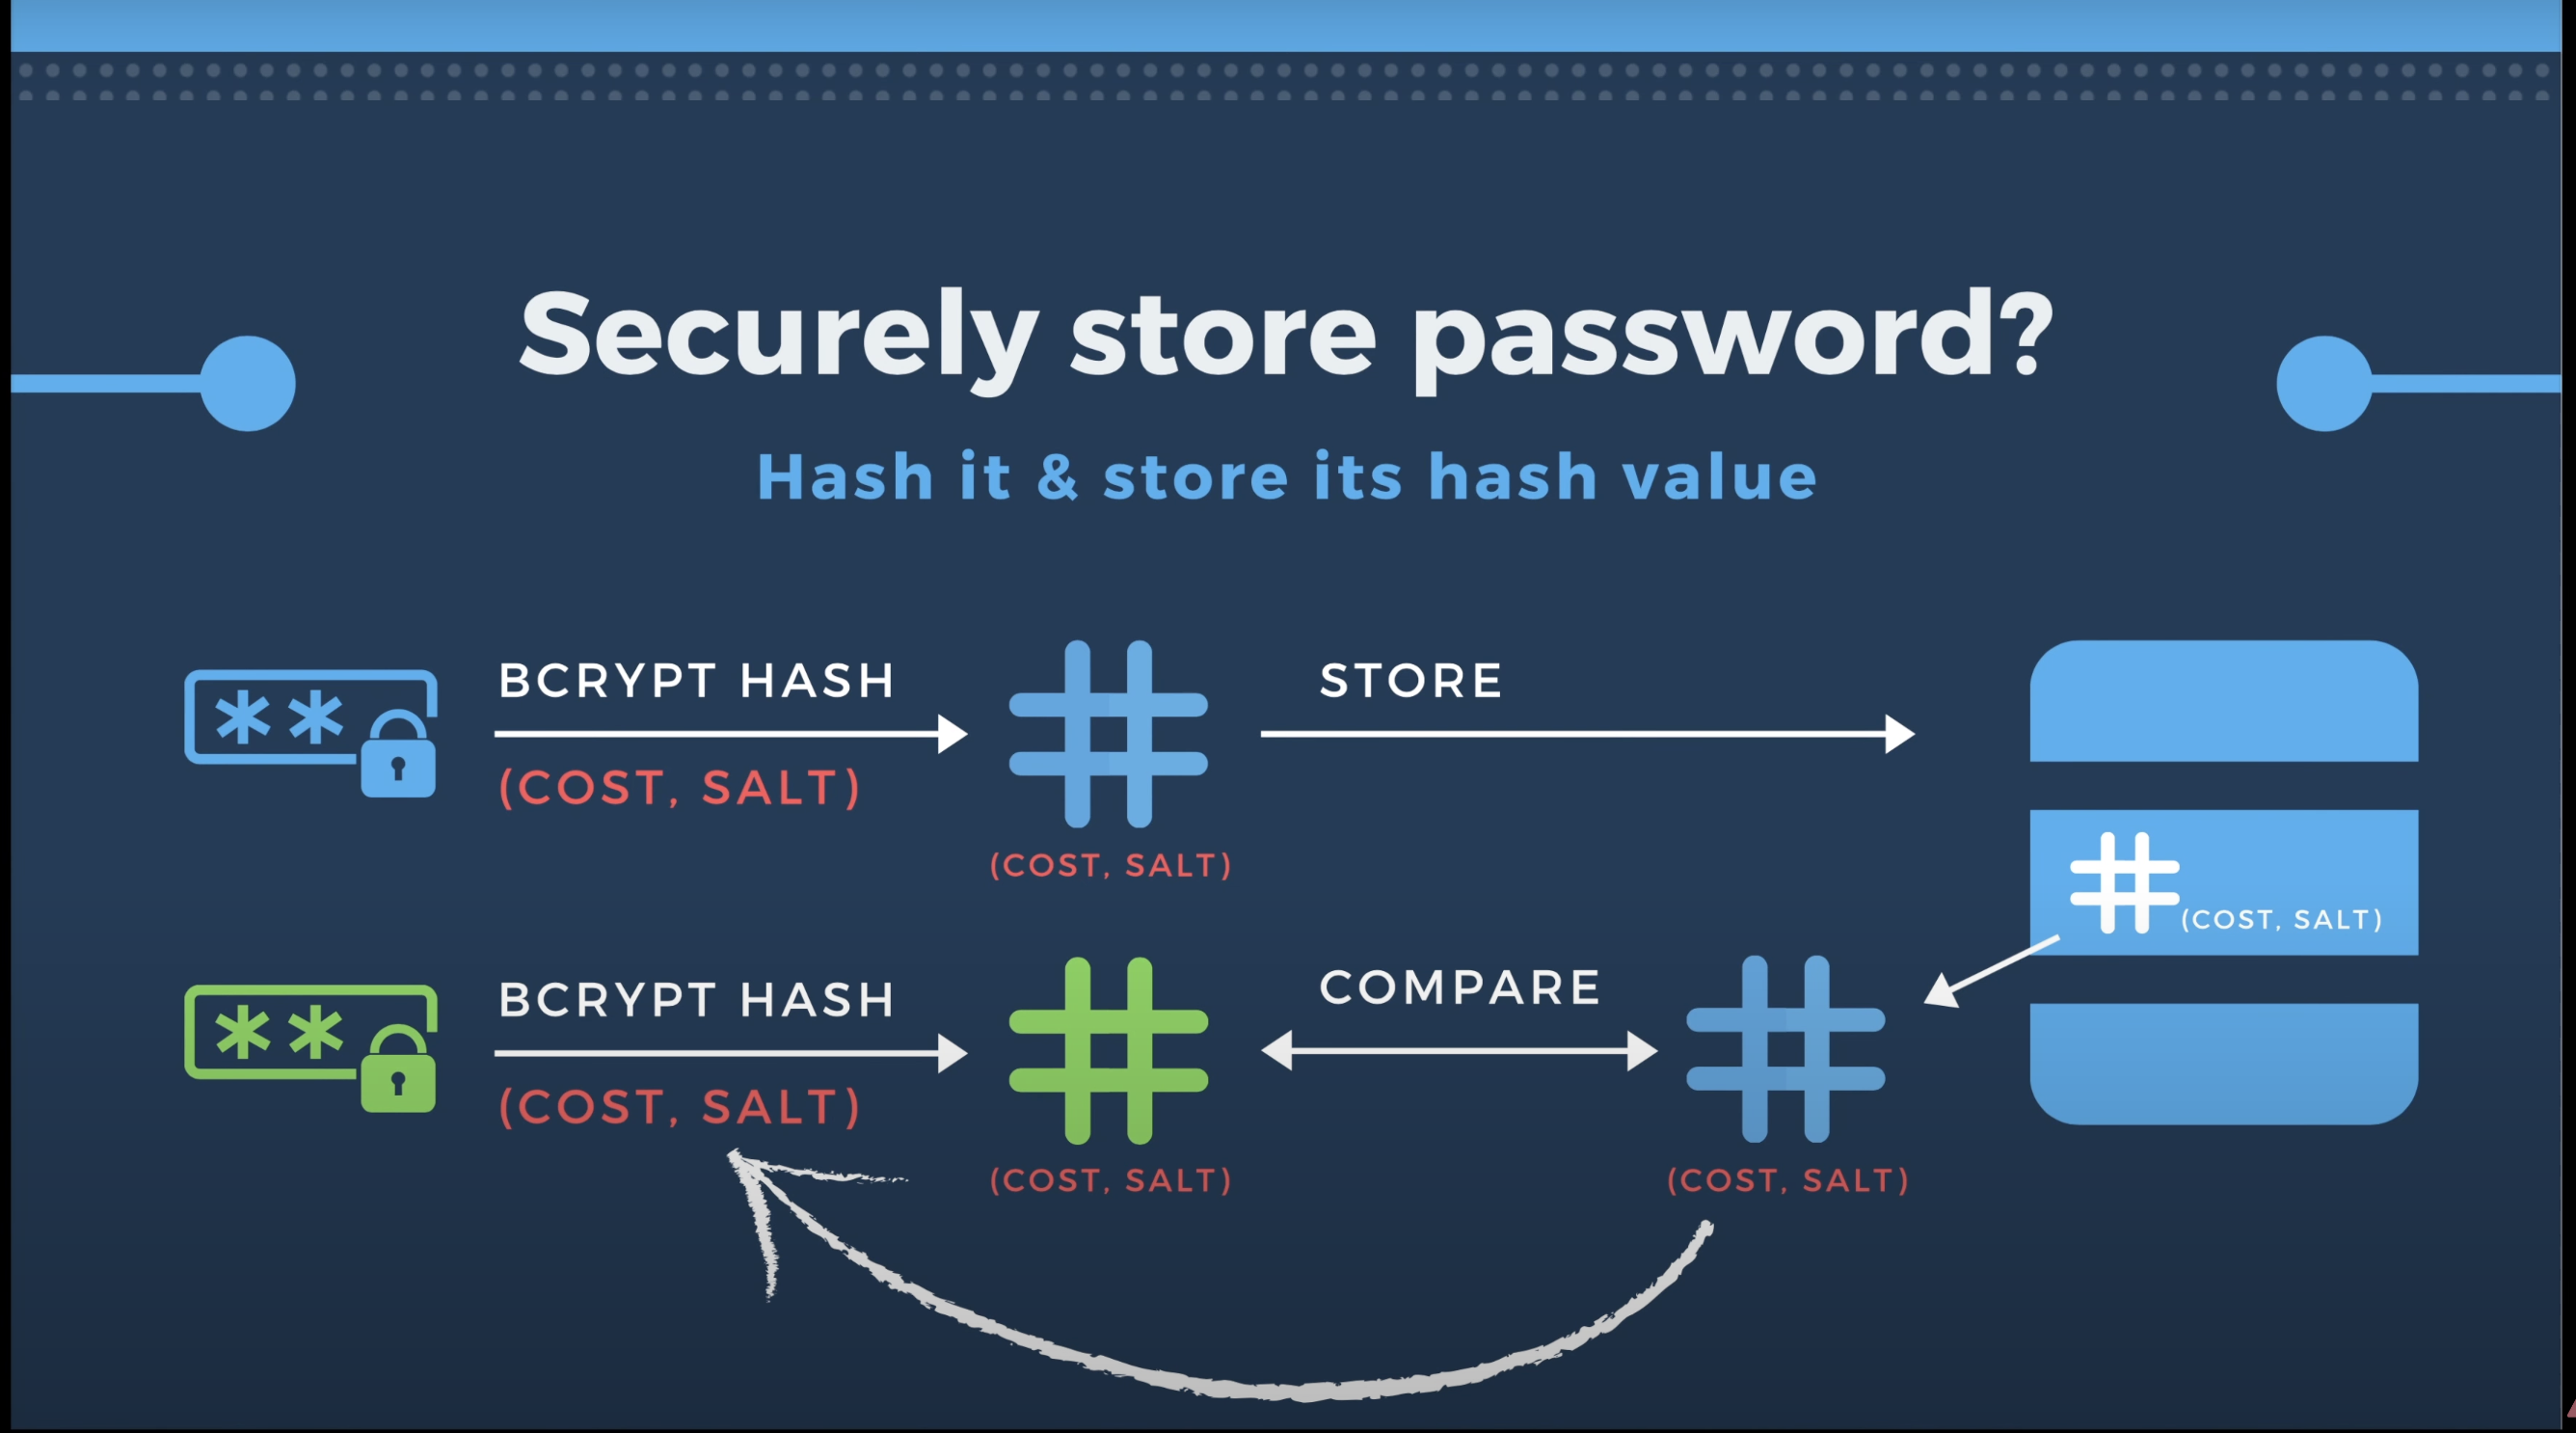 Securely store password?
Hash it & store its hash value
BCRYPT HASH
(COST, SALT)
(COST, SALT)
STORE
(COST, SALT)
BCRYPT HASH
(COST, SALT)
(COST, SALT)
COMPARE
(COST, SALT)